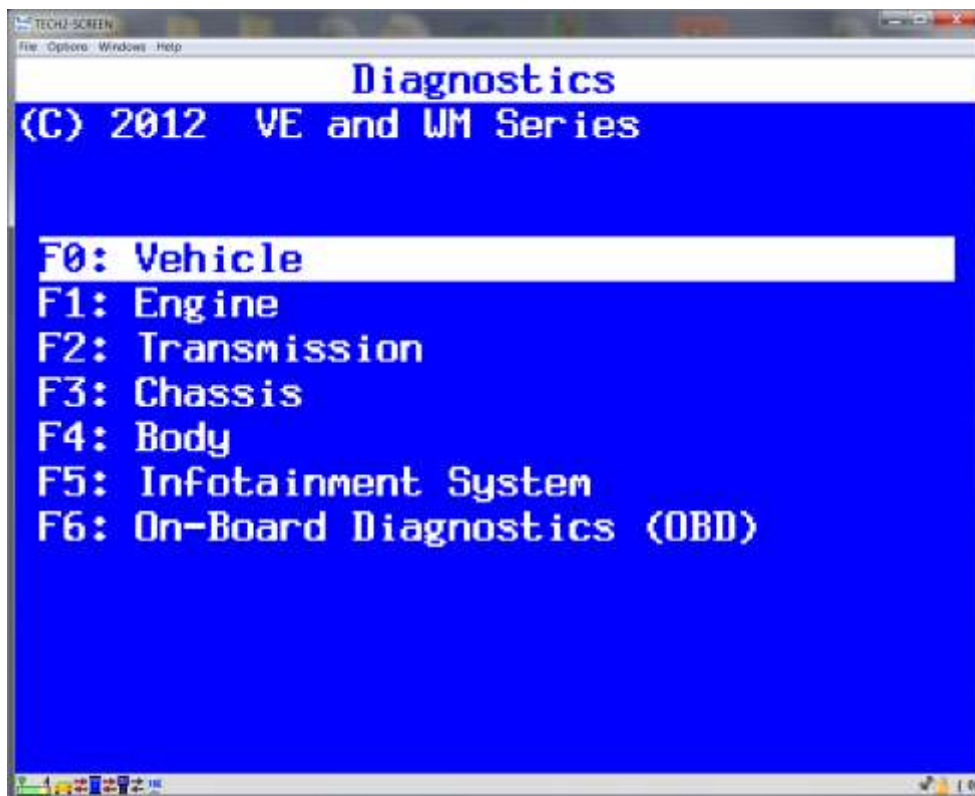 TECH2-SCREEN
File Options Windows Help
Diagnostics
(C) 2012 VE and WM Series
F0: Vehicle
F1: Engine
F2: Transmission
F3: Chassis
F4: Body
F5: Infotainment System
F6: On-Board Diagnostics (OBD)